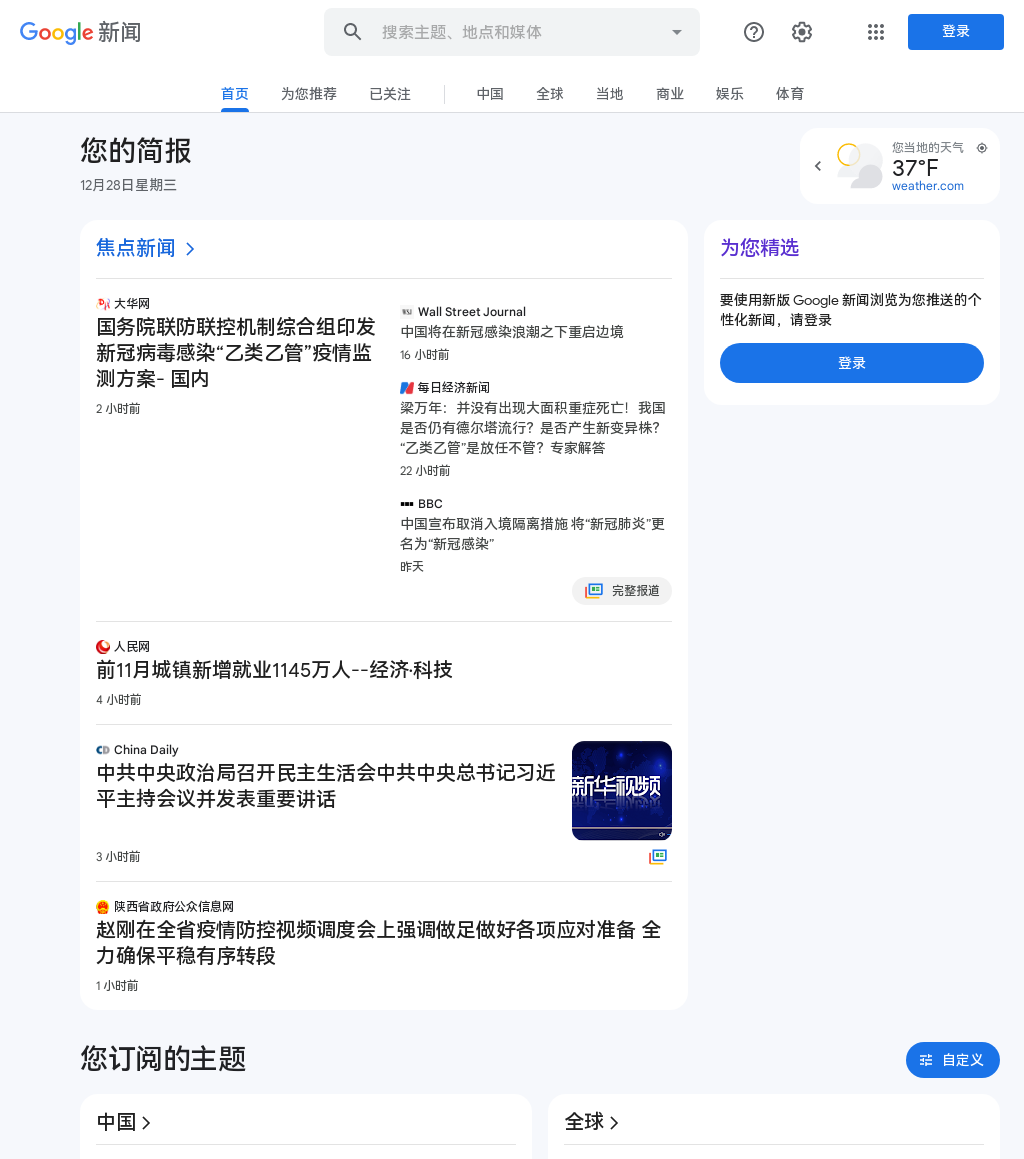 Google 新闻
搜索主题、地点和媒体
登录
首页
为您推荐
已关注
中国
全球
当地
商业
娱乐
体育
您的简报
12月28日星期三
您当地的天气
37°F
weather.com
焦点新闻
大华网
国务院联防联控机制综合组印发
新冠病毒感染“乙类乙管”疫情监
测方案- 国内
2 小时前
WSJ
Wall Street Journal
中国将在新冠感染浪潮之下重启边境
16 小时前
每日经济新闻
梁万年：并没有出现大面积重症死亡！我国
是否仍有德尔塔流行？是否产生新变异株？
“乙类乙管”是放任不管？专家解答
22 小时前
BBC
中国宣布取消入境隔离措施 将“新冠肺炎”更
名为“新冠感染”
昨天
完整报道
人民网
前11月城镇新增就业1145万人--经济·科技
4 小时前
China Daily
中共中央政治局召开民主生活会中共中央总书记习近
平主持会议并发表重要讲话
新华视频
3 小时前
陕西省政府公众信息网
赵刚在全省疫情防控视频调度会上强调做足做好各项应对准备 全
力确保平稳有序转段
1 小时前
为您精选
要使用新版 Google 新闻浏览为您推送的个
性化新闻，请登录
登录
您订阅的主题
自定义
中国
全球